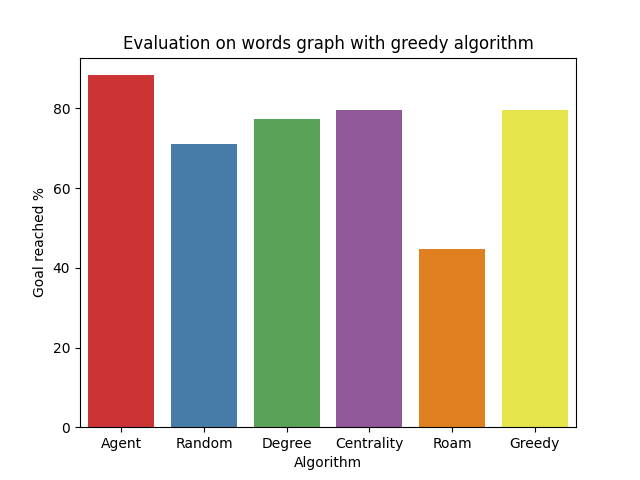 Evaluation on words graph with greedy algorithm
Goal reached %
80
60
40
20
0
Agent Random Degree Centrality Roam Greedy
Algorithm